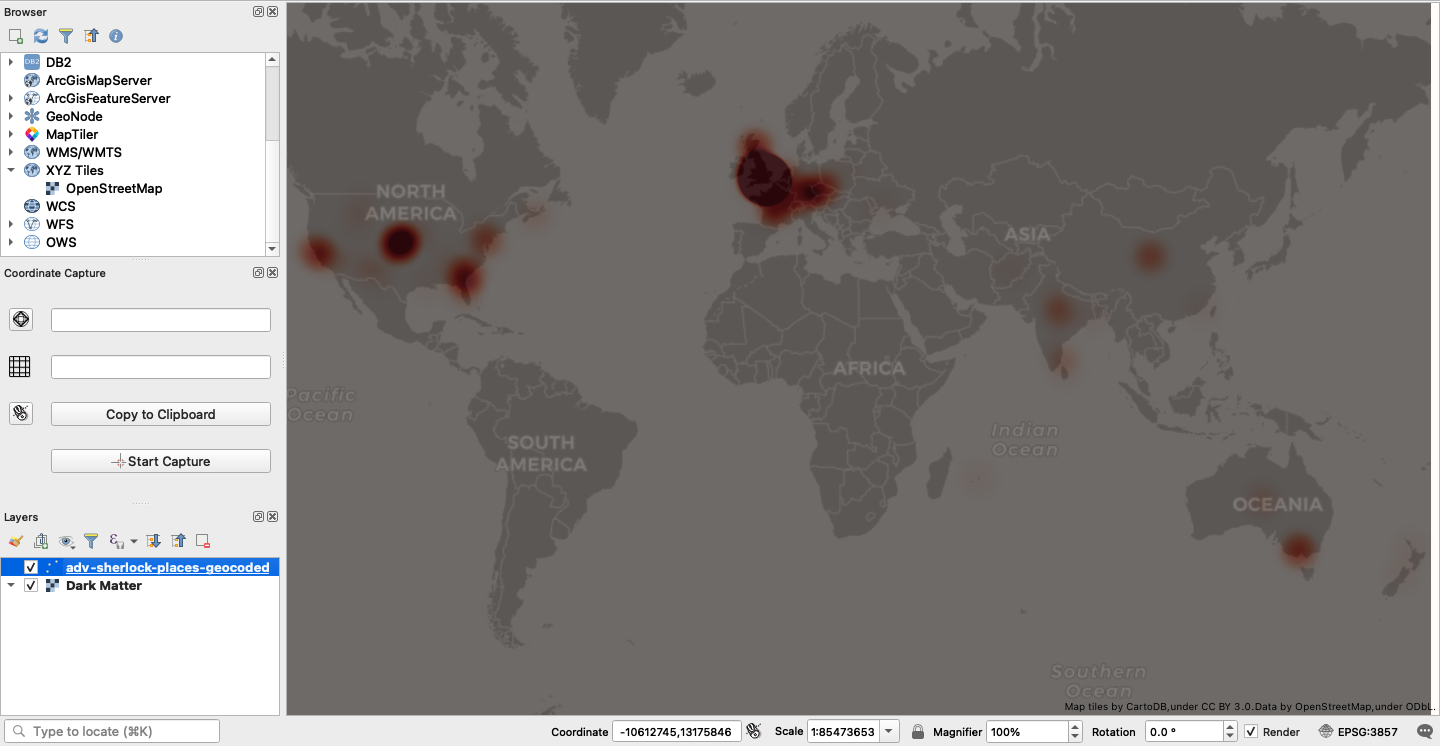 Browser
DB2
DB2
ArcGisMapServer
ArcGisFeatureServer
GeoNode
MapTiler
WMS/WMTS
XYZ Tiles
OpenStreetMap
WCS
WFS
OWS
Coordinate Capture
Copy to Clipboard
Start Capture
Layers
adv-sherlock-places-geocoded
Dark Matter
NORTH
AMERICA
ASIA
AFRICA
Pacific
Ocean
SOUTH
AMERICA
Indian
Ocean
OCEANIA
Southern
Ocean
Map tiles by CartoDB,under CC BY 3.0.Data by OpenStreetMap,under ODbL.
Type to locate (⌘K)
Coordinate -10612745,13175846 Scale 1:85473653 Magnifier 100% Rotation 0.0 ° Render EPSG:3857